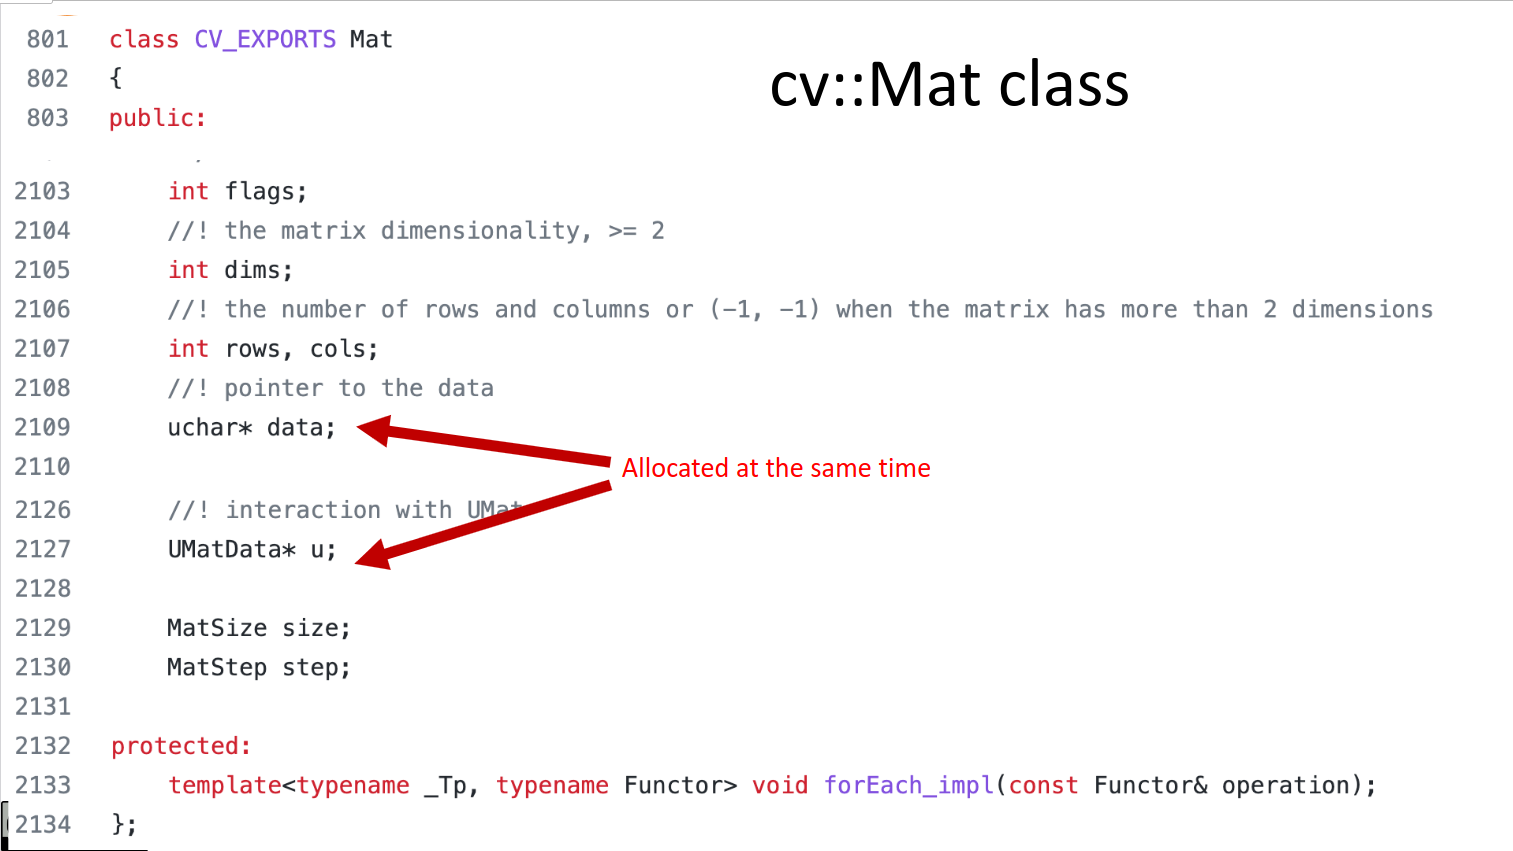 801 class CV_EXPORTS Mat
cv::Mat class
802 {
803 public:
2103 int flags;
2104 //! the matrix dimensionality, >= 2
2105 int dims;
2106 //! the number of rows and columns or (-1, -1) when the matrix has more than 2 dimensions
2107 int rows, cols;
2108 //! pointer to the data
2109 uchar* data;
2110
Allocated at the same time
2126 //! interaction with UMat
2127 UMatData* u;
2128
2129 MatSize size;
2130 MatStep step;
2131
2132 protected:
2133 template<typename _Tp, typename Functor> void forEach_impl(const Functor& operation);
2134 };